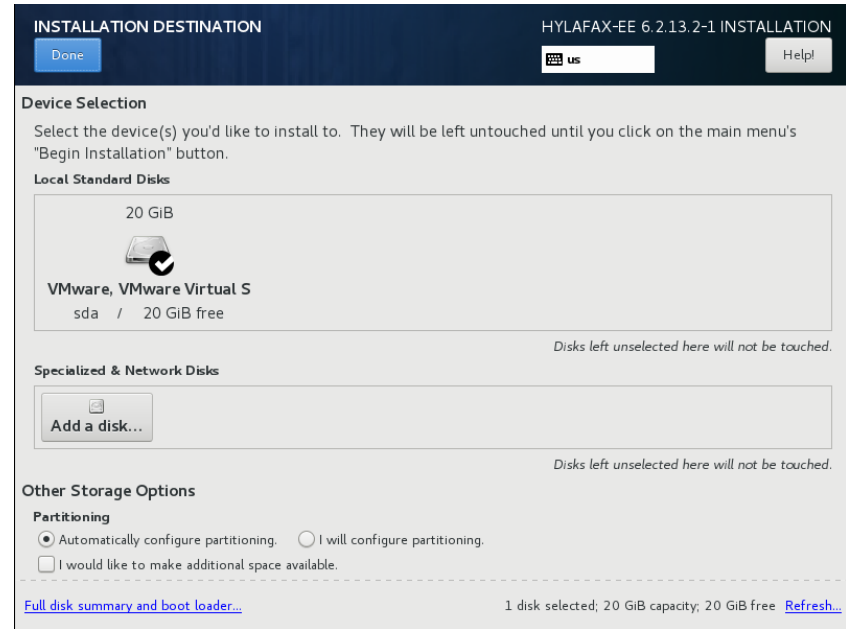 INSTALLATION DESTINATION
HYLAFAX-EE 6.2.13.2-1 INSTALLATION
Done
us
Help!
Device Selection
Select the device(s) you'd like to install to. They will be left untouched until you click on the main menu's
"Begin Installation" button.
Local Standard Disks
20 GiB
VMware, VMware Virtual S
sda / 20 GiB free
Disks left unselected here will not be touched.
Specialized & Network Disks
Add a disk...
Disks left unselected here will not be touched.
Other Storage Options
Partitioning
Automatically configure partitioning. I will configure partitioning.
I would like to make additional space available.
Full disk summary and boot loader... 1 disk selected; 20 GiB capacity; 20 GiB free Refresh...